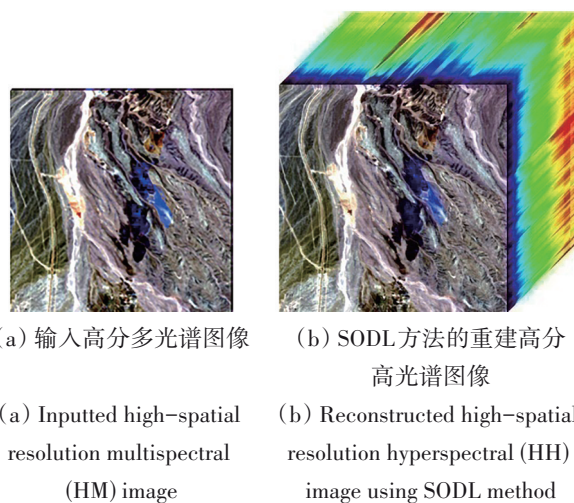 (a) 输入高分多光谱图像
(b) SODL方法的重建高分
高光谱图像
(a) Inputted high-spatial
resolution multispectral
(HM) image
(b) Reconstructed high-spatial
resolution hyperspectral (HH)
image using SODL method